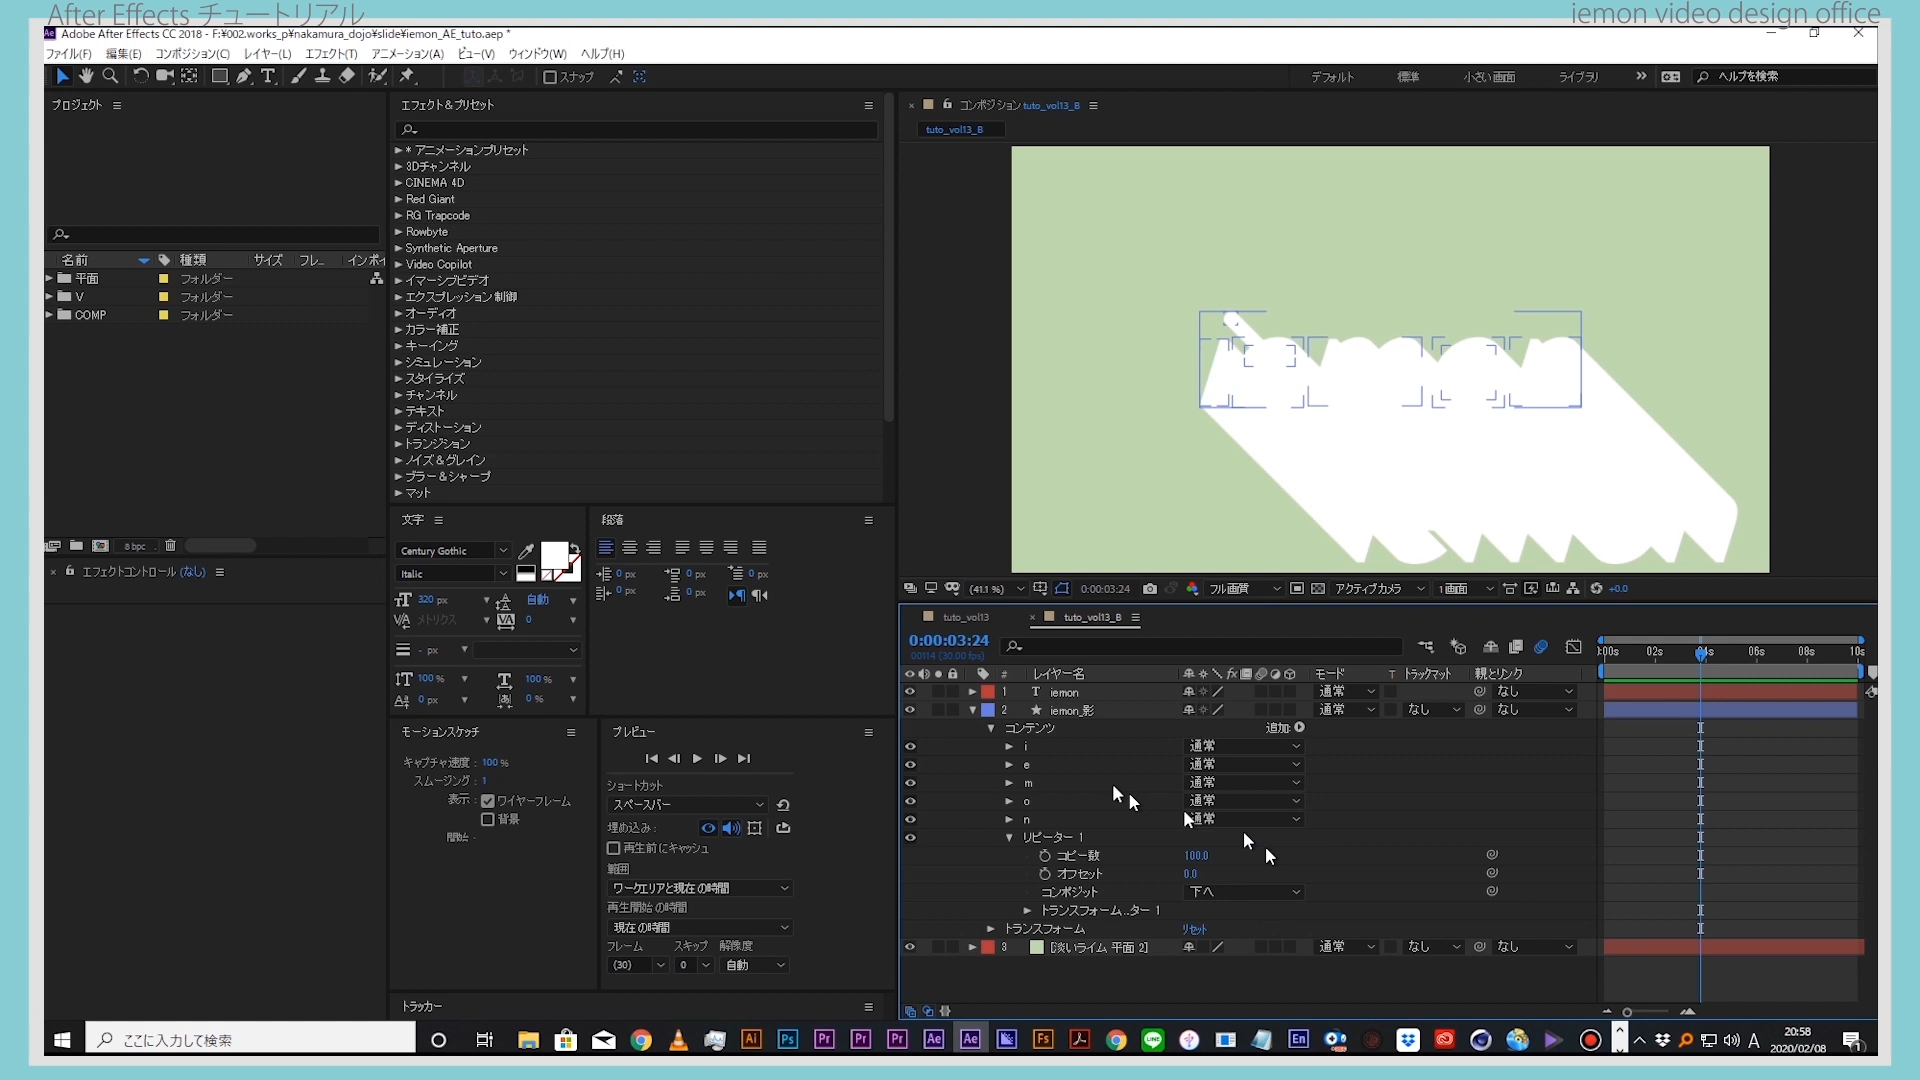 After Effects チュートリアル
iemon video design office
Adobe After Effects CC 2018 - F:¥002.works_p¥nakamura_dojo¥slide¥iemon_AE_tuto.aep *
ファイル(F) 編集(E) コンポジション(C) レイヤー(L) エフェクト(T) アニメーション(A) ビュー(V) ウィンドウ(W) ヘルプ(H)
スナップ デフォルト 標準 小さい画面 ライブラリ ヘルプを検索
プロジェクト
名前 種類 サイズ フレ... インポイ
平面 フォルダー
V フォルダー
COMP フォルダー
8 bpc
エフェクトコントロール (なし)
エフェクト&プリセット
* アニメーションプリセット
3Dチャンネル
CINEMA 4D
Red Giant
RG Trapcode
Rowbyte
Synthetic Aperture
Video Copilot
イマーシブビデオ
エクスプレッション制御
オーディオ
カラー補正
キーイング
シミュレーション
スタイライズ
チャンネル
テキスト
ディストーション
トランジション
ノイズ&グレイン
ブラー&シャープ
マット
文字
Century Gothic
Italic
320 px 自動
メトリクス 0
- px
100 % 100 %
0 px 0 %
段落
0 px 0 px 0 px
0 px 0 px
モーションスケッチ
キャプチャ速度: 100 %
スムージング: 1
表示: ワイヤーフレーム
背景
開始:
プレビュー
ショートカット
スペースバー
埋め込み:
再生前にキャッシュ
範囲
ワークエリアと現在の時間
再生開始の時間
現在の時間
フレーム スキップ 解像度
(30) 0 自動
トラッカー
コンポジション tuto_vol13_B
tuto_vol13_B
(41.1 %) 0:00:03:24 フル画質 アクティブカメラ 1画面 +0.0
tuto_vol13 tuto_vol13_B
0:00:03:24
00114 (30.00 fps)
# レイヤー名 モード T トラックマット 親とリンク
1 T iemon 通常 なし
2 iemon_影 通常 なし なし
コンテンツ 追加:
i 通常
e 通常
m 通常
o 通常
n 通常
リピーター 1
コピー数 100.0
オフセット 0.0
コンポジット 下へ
トランスフォーム..ター 1
トランスフォーム リセット
3 [淡いライム 平面 2] 通常 なし なし
:00s 02s 04s 06s 08s 10s
ここに入力して検索
20:58
2020/02/08